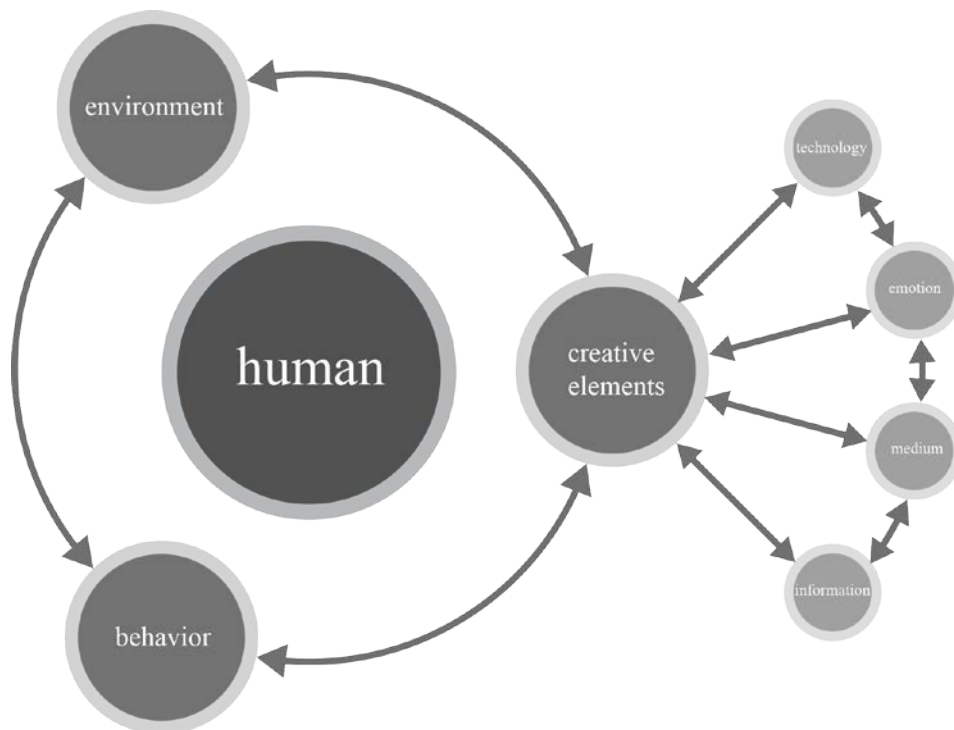 environment
technology
emotion
human
creative
elements
medium
information
behavior